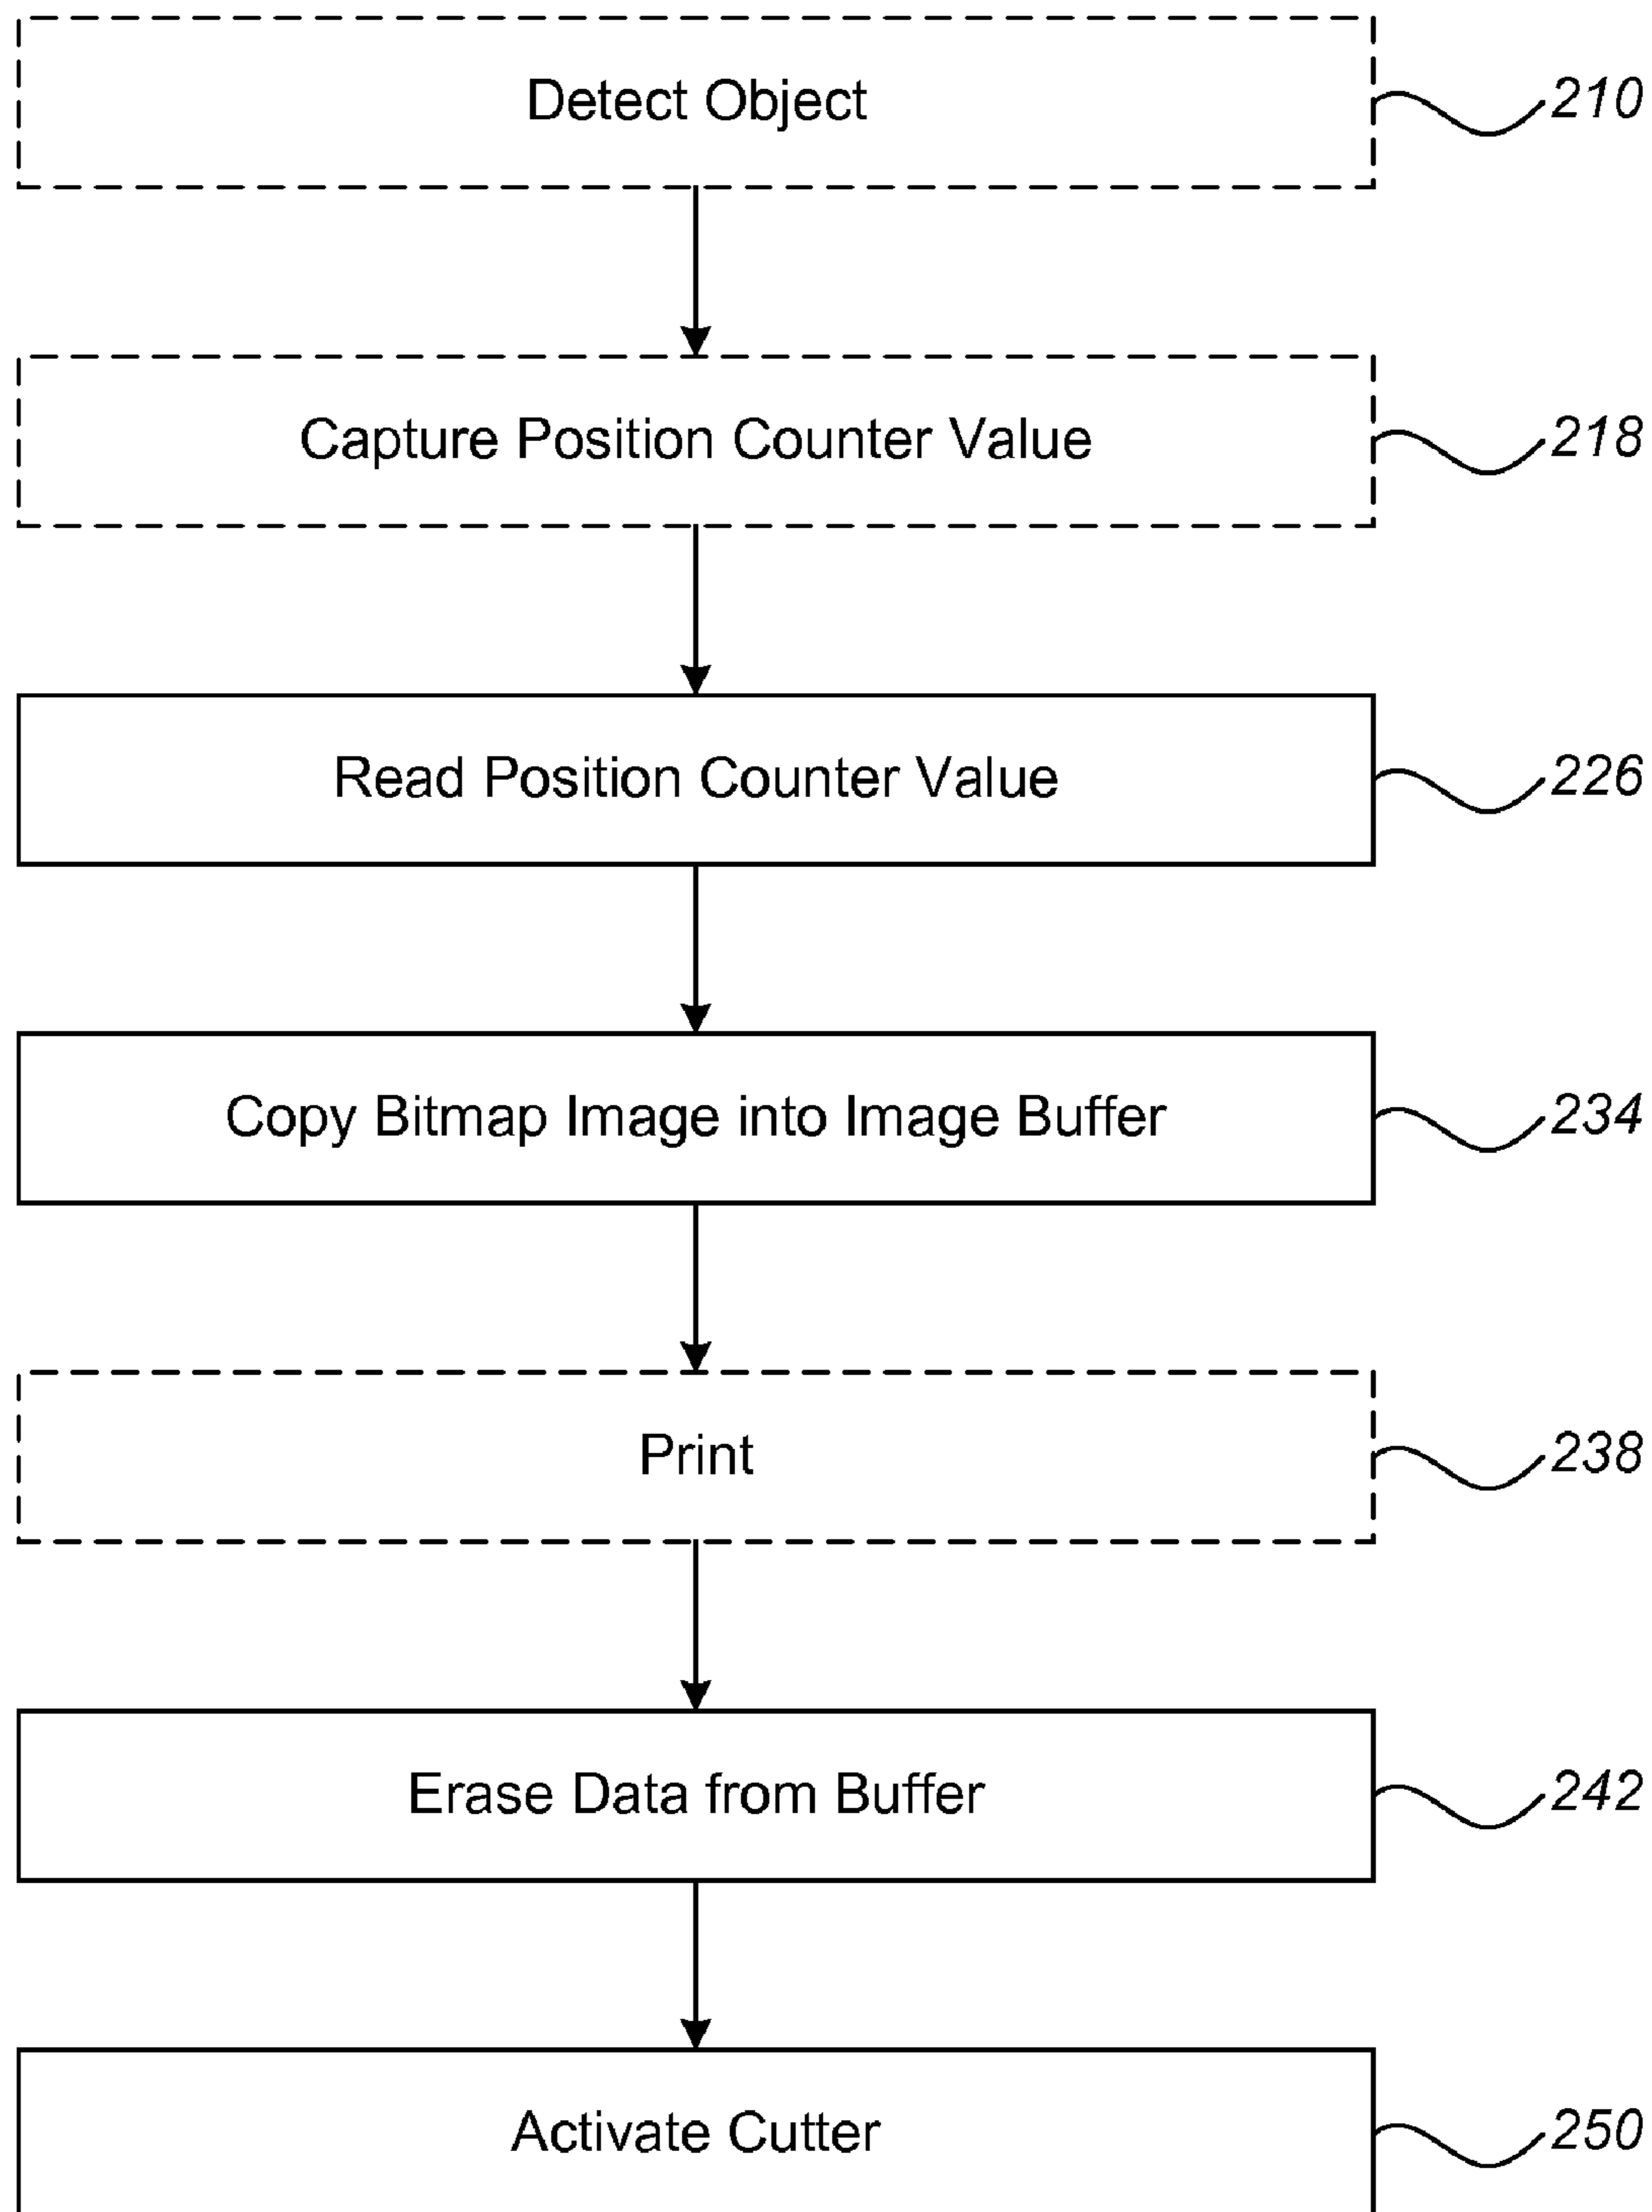 Detect Object 210
Capture Position Counter Value 218
Read Position Counter Value 226
Copy Bitmap Image into Image Buffer 234
Print 238
Erase Data from Buffer 242
Activate Cutter 250